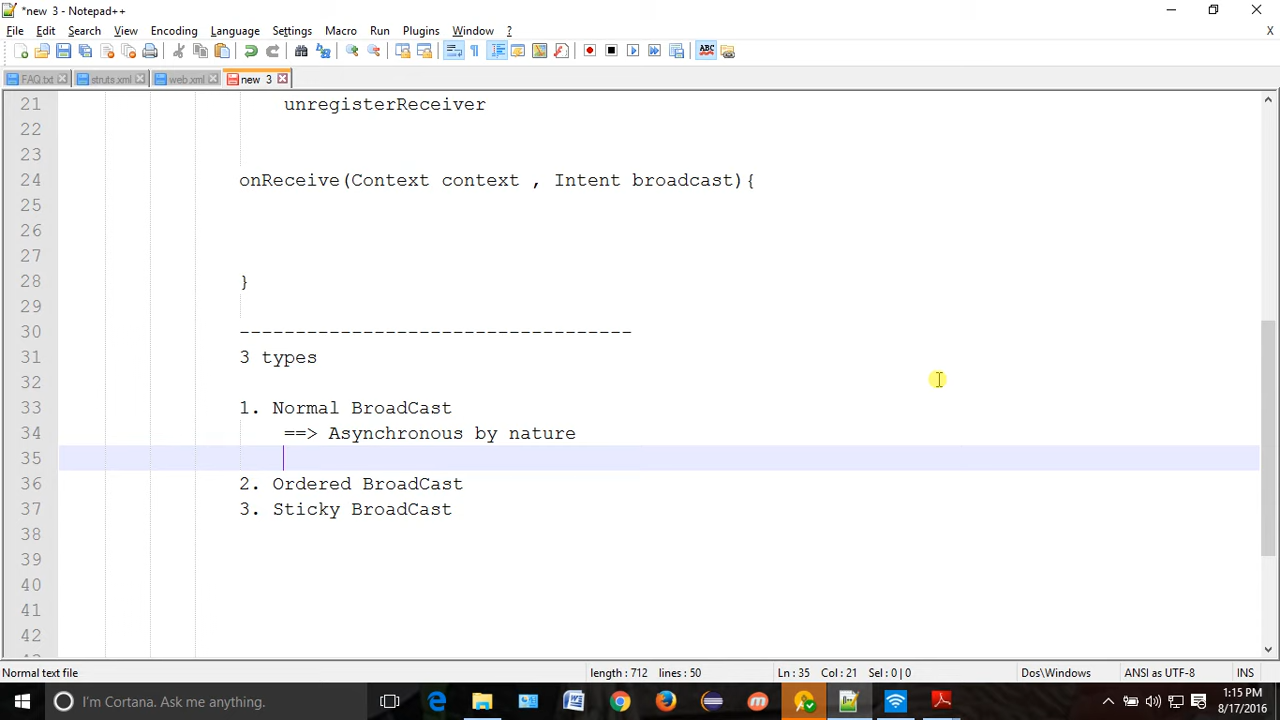 *new 3 - Notepad++
File Edit Search View Encoding Language Settings Macro Run Plugins Window ?
X
FAQ.txt struts.xml web.xml new 3
21 unregisterReceiver
22
23
24 onReceive(Context context , Intent broadcast){
25
26
27
28 }
29
30 -----------------------------------
31 3 types
32
33 1. Normal BroadCast
34 ==> Asynchronous by nature
35
36 2. Ordered BroadCast
37 3. Sticky BroadCast
38
39
40
41
42
Normal text file length : 712 lines : 50 Ln : 35 Col : 21 Sel : 0 | 0 Dos\Windows ANSI as UTF-8 INS
I'm Cortana. Ask me anything. 1:15 PM
8/17/2016